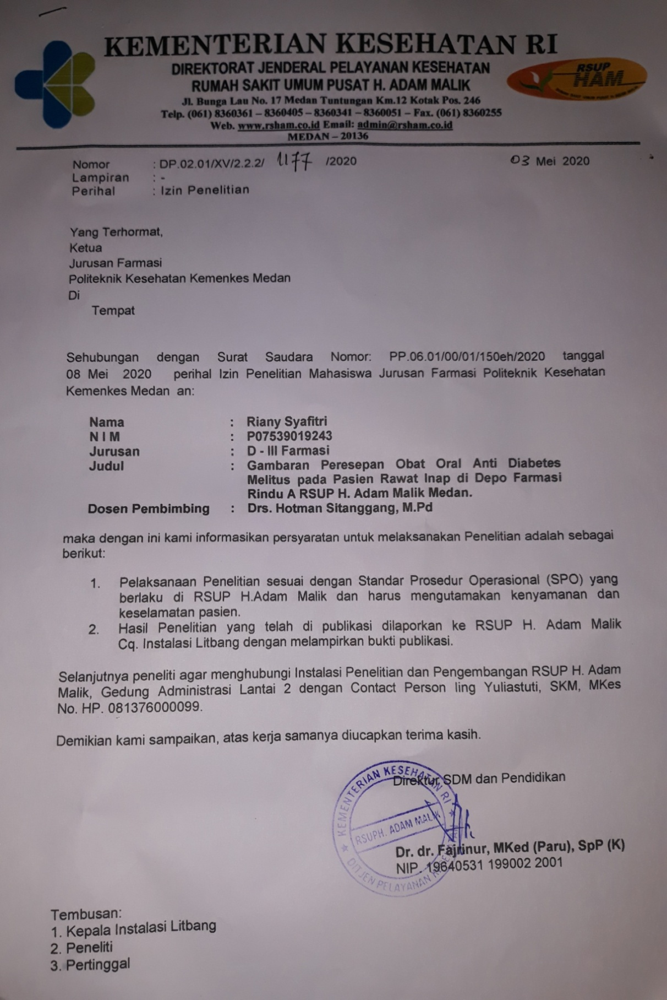 KEMENTERIAN KESEHATAN RI
DIREKTORAT JENDERAL PELAYANAN KESEHATAN
RUMAH SAKIT UMUM PUSAT H. ADAM MALIK
Jl. Bunga Lau No. 17 Medan Tuntungan Km.12 Kotak Pos. 246
Telp. (061) 8360361 – 8360405 – 8360341 – 8360051 – Fax. (061) 8360255
Web. www.rsham.co.id Email: admin@rsham.co.id
MEDAN – 20136
RSUP
HAM
Nomor : DP.02.01/XV/2.2.2/ 1177 /2020 03 Mei 2020
Lampiran : -
Perihal : Izin Penelitian
Yang Terhormat,
Ketua
Jurusan Farmasi
Politeknik Kesehatan Kemenkes Medan
Di
Tempat
Sehubungan dengan Surat Saudara Nomor: PP.06.01/00/01/150eh/2020 tanggal
08 Mei 2020 perihal Izin Penelitian Mahasiswa Jurusan Farmasi Politeknik Kesehatan
Kemenkes Medan an:
Nama : Riany Syafitri
N I M : P07539019243
Jurusan : D - III Farmasi
Judul : Gambaran Peresepan Obat Oral Anti Diabetes
Melitus pada Pasien Rawat Inap di Depo Farmasi
Rindu A RSUP H. Adam Malik Medan.
Dosen Pembimbing : Drs. Hotman Sitanggang, M.Pd
maka dengan ini kami informasikan persyaratan untuk melaksanakan Penelitian adalah sebagai
berikut:
1. Pelaksanaan Penelitian sesuai dengan Standar Prosedur Operasional (SPO) yang
berlaku di RSUP H.Adam Malik dan harus mengutamakan kenyamanan dan
keselamatan pasien.
2. Hasil Penelitian yang telah di publikasi dilaporkan ke RSUP H. Adam Malik
Cq. Instalasi Litbang dengan melampirkan bukti publikasi.
Selanjutnya peneliti agar menghubungi Instalasi Penelitian dan Pengembangan RSUP H. Adam
Malik, Gedung Administrasi Lantai 2 dengan Contact Person Iing Yuliastuti, SKM, MKes
No. HP. 081376000099.
Demikian kami sampaikan, atas kerja samanya diucapkan terima kasih.
Direktur SDM dan Pendidikan
KEMENTERIAN KESEHATAN RI
RSUPH. ADAM MALIK
DITJEN PELAYANAN KESEHATAN
Dr. dr. Fajrinur, MKed (Paru), SpP (K)
NIP. 19640531 199002 2001
Tembusan:
1. Kepala Instalasi Litbang
2. Peneliti
3. Pertinggal